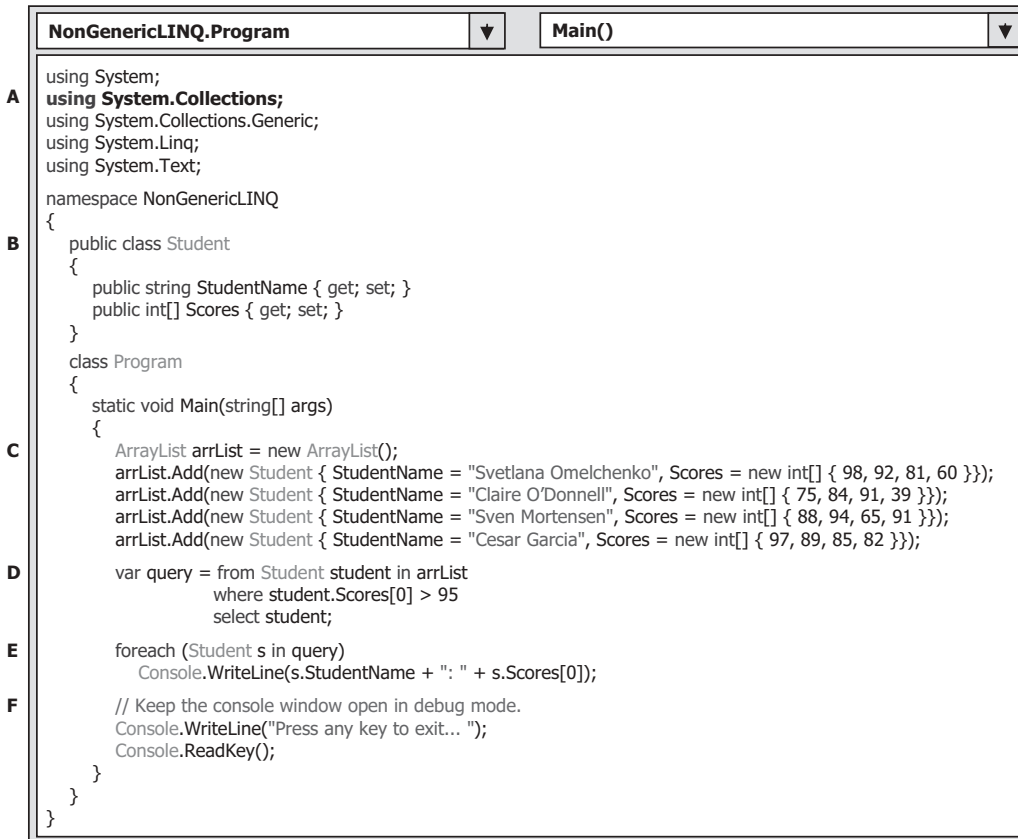 NonGenericLINQ.Program Main()
using System;
A using System.Collections;
using System.Collections.Generic;
using System.Linq;
using System.Text;
namespace NonGenericLINQ
{
B public class Student
{
public string StudentName { get; set; }
public int[] Scores { get; set; }
}
class Program
{
static void Main(string[] args)
{
C ArrayList arrList = new ArrayList();
arrList.Add(new Student { StudentName = "Svetlana Omelchenko", Scores = new int[] { 98, 92, 81, 60 }});
arrList.Add(new Student { StudentName = "Claire O’Donnell", Scores = new int[] { 75, 84, 91, 39 }});
arrList.Add(new Student { StudentName = "Sven Mortensen", Scores = new int[] { 88, 94, 65, 91 }});
arrList.Add(new Student { StudentName = "Cesar Garcia", Scores = new int[] { 97, 89, 85, 82 }});
D var query = from Student student in arrList
where student.Scores[0] > 95
select student;
E foreach (Student s in query)
Console.WriteLine(s.StudentName + ": " + s.Scores[0]);
F // Keep the console window open in debug mode.
Console.WriteLine("Press any key to exit... ");
Console.ReadKey();
}
}
}